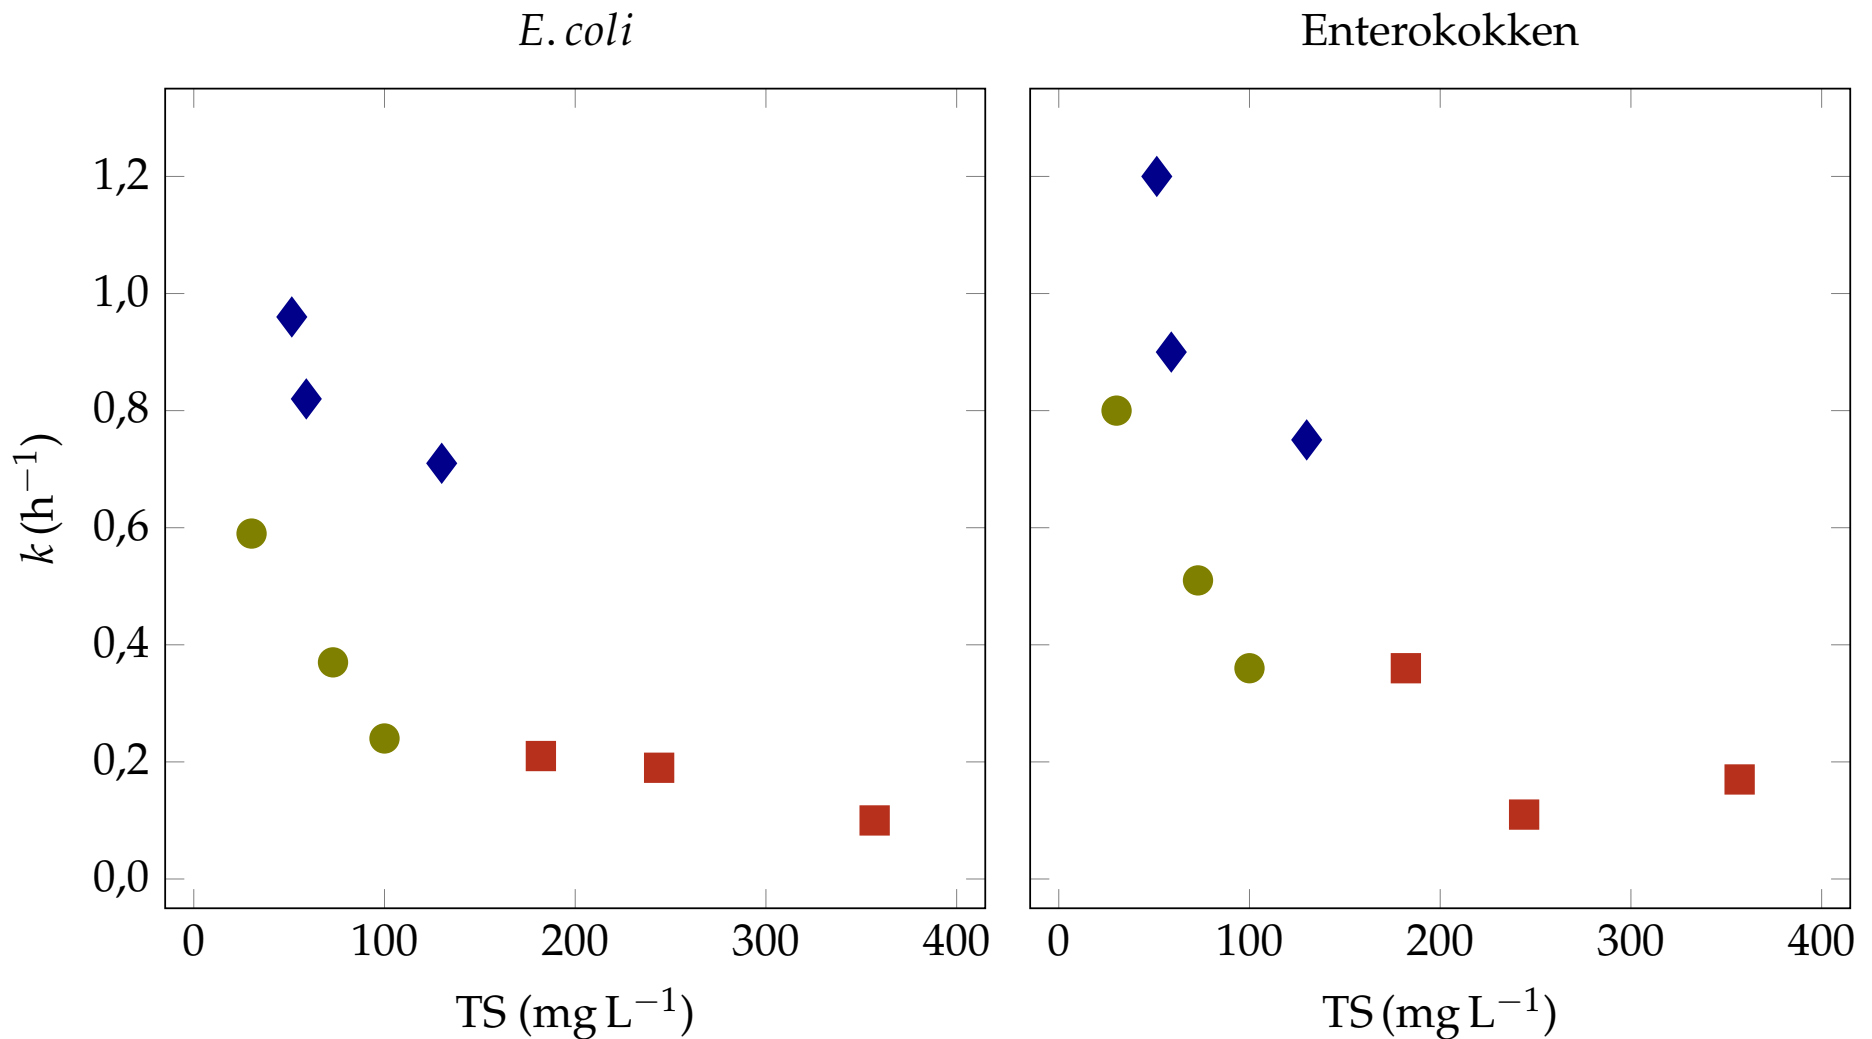 E. coli
Enterokokken
k (h⁻¹)
1,2
1,0
0,8
0,6
0,4
0,2
0,0
0 100 200 300 400
0 100 200 300 400
TS (mg L⁻¹)
TS (mg L⁻¹)